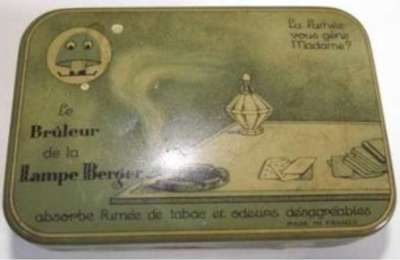 La fumée
vous gêne
Madame?
Le
Brûleur
de la
Lampe Berger
absorbe fumée de tabac et odeurs désagréables
MADE IN FRANCE